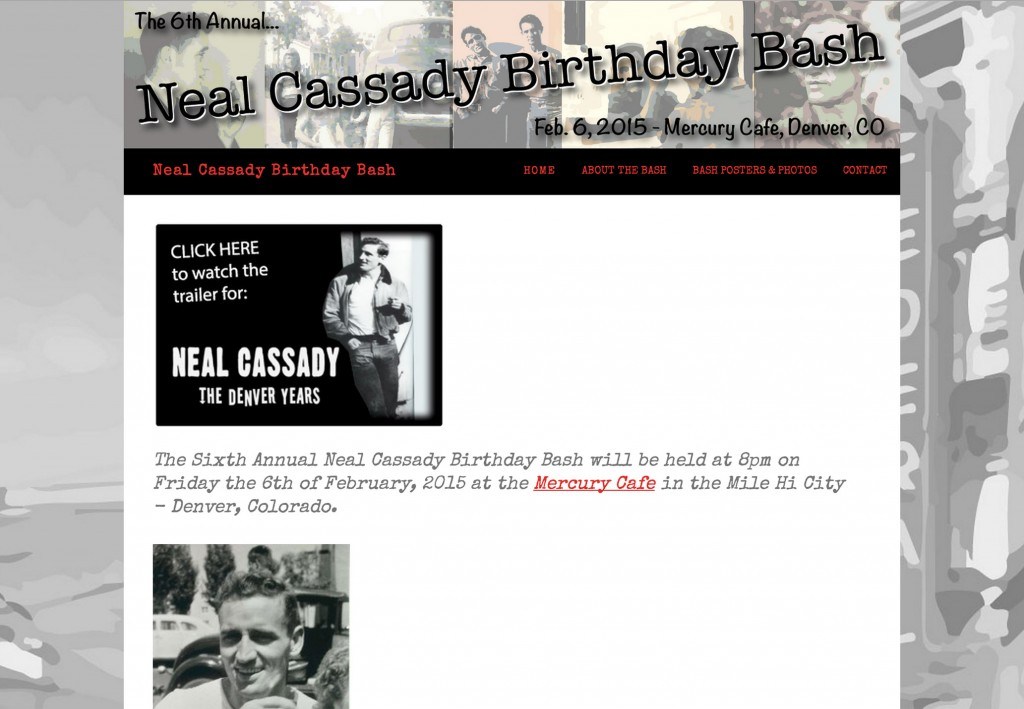 The 6th Annual...
Neal Cassady Birthday Bash
Feb. 6, 2015 - Mercury Cafe, Denver, CO
Neal Cassady Birthday Bash
HOME ABOUT THE BASH BASH POSTERS & PHOTOS CONTACT
CLICK HERE
to watch the
trailer for:
NEAL CASSADY
THE DENVER YEARS
The Sixth Annual Neal Cassady Birthday Bash will be held at 8pm on
Friday the 6th of February, 2015 at the Mercury Cafe in the Mile Hi City
– Denver, Colorado.